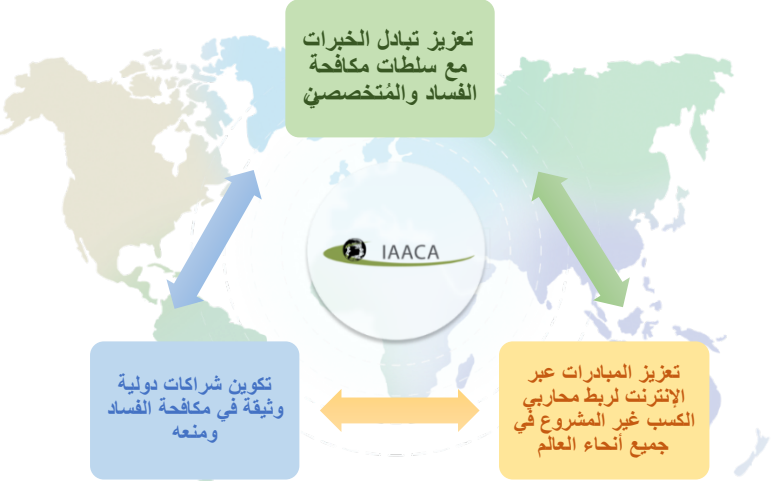 تعزيز تبادل الخبرات
مع سلطات مكافحة
الفساد والمُتخصصين
IAACA
تكوين شراكات دولية
وثيقة في مكافحة الفساد
ومنعه
تعزيز المبادرات عبر
الإنترنت لربط محاربي
الكسب غير المشروع في
جميع أنحاء العالم